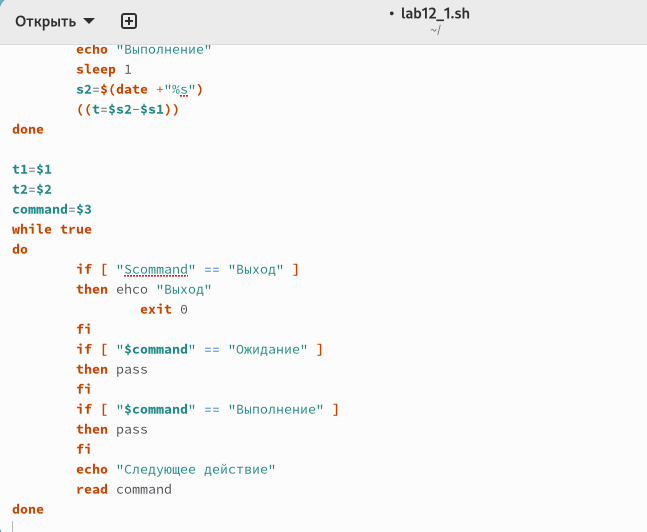 Открыть
• lab12_1.sh
~/
echo "Выполнение"
sleep 1
s2=$(date +"%s")
((t=$s2-$s1))
done
t1=$1
t2=$2
command=$3
while true
do
if [ "Scommand" == "Выход" ]
then ehco "Выход"
exit 0
fi
if [ "$command" == "Ожидание" ]
then pass
fi
if [ "$command" == "Выполнение" ]
then pass
fi
echo "Следующее действие"
read command
done